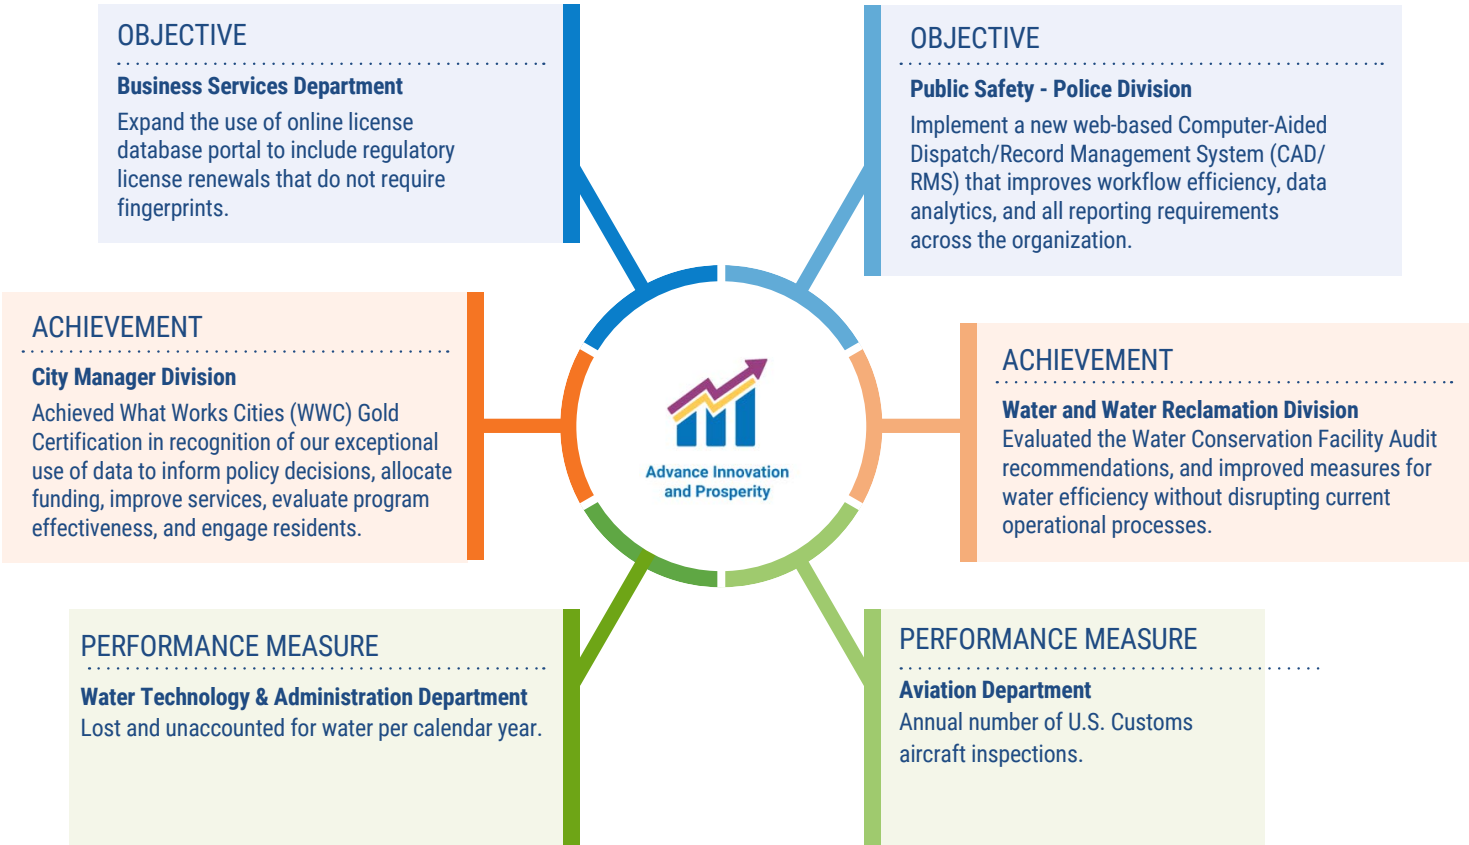 OBJECTIVE
Business Services Department
Expand the use of online license
database portal to include regulatory
license renewals that do not require
fingerprints.
OBJECTIVE
Public Safety - Police Division
Implement a new web-based Computer-Aided
Dispatch/Record Management System (CAD/
RMS) that improves workflow efficiency, data
analytics, and all reporting requirements
across the organization.
ACHIEVEMENT
City Manager Division
Achieved What Works Cities (WWC) Gold
Certification in recognition of our exceptional
use of data to inform policy decisions, allocate
funding, improve services, evaluate program
effectiveness, and engage residents.
Advance Innovation
and Prosperity
ACHIEVEMENT
Water and Water Reclamation Division
Evaluated the Water Conservation Facility Audit
recommendations, and improved measures for
water efficiency without disrupting current
operational processes.
PERFORMANCE MEASURE
Water Technology & Administration Department
Lost and unaccounted for water per calendar year.
PERFORMANCE MEASURE
Aviation Department
Annual number of U.S. Customs
aircraft inspections.